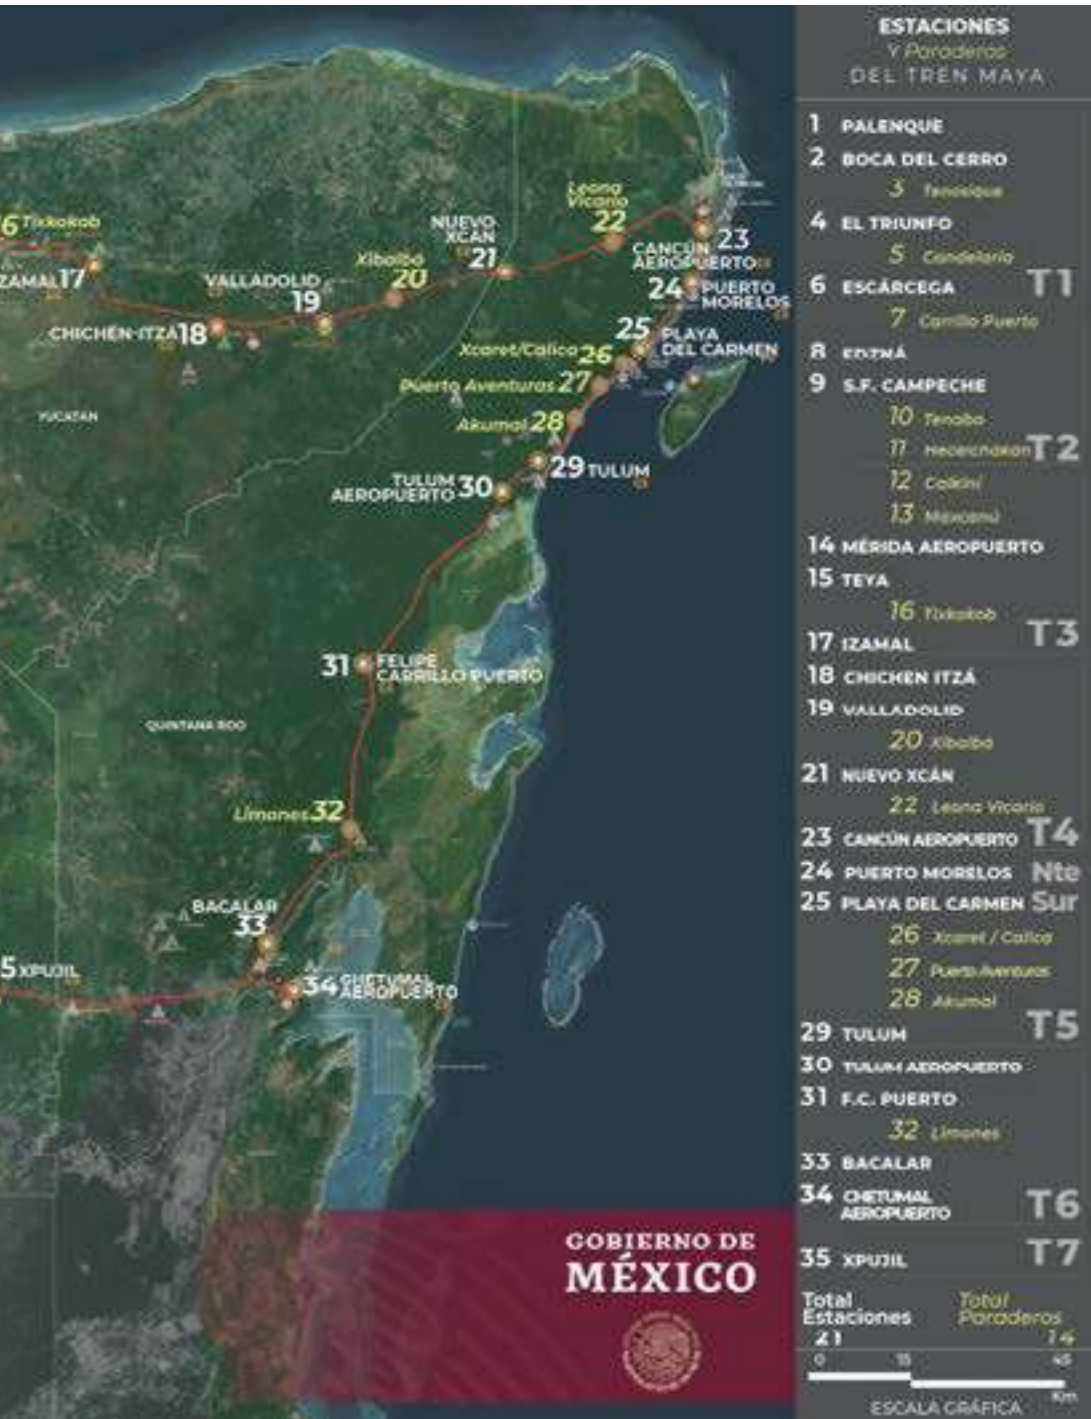 6 Tixkokob
ZAMAL 17
CHICHÉN-ITZÁ 18
VALLADOLID
19
Xibalbá
20
NUEVO
XCAN
21
Leona
Vicario
22
23
CANCÚN
AEROPUERTO
24 PUERTO
MORELOS
25 PLAYA
DEL CARMEN
Xcaret/Calica 26
Puerto Aventuras 27
Akumal 28
29 TULUM
TULUM
AEROPUERTO 30
YUCATÁN
31 FELIPE
CARRILLO PUERTO
QUINTANA ROO
Limones 32
BACALAR
33
34 CHETUMAL
AEROPUERTO
5 XPUJIL
GOBIERNO DE
MÉXICO
ESTACIONES
Y Paraderos
DEL TREN MAYA
1 PALENQUE
2 BOCA DEL CERRO
3 Tenosique
4 EL TRIUNFO
5 Candelaria
6 ESCÁRCEGA T1
7 Carrillo Puerto
8 EDZNÁ
9 S.F. CAMPECHE
10 Tenabo
11 Hecelchakan T2
12 Calkiní
13 Maxcanú
14 MÉRIDA AEROPUERTO
15 TEYA
16 Tixkokob
17 IZAMAL T3
18 CHICHEN ITZÁ
19 VALLADOLID
20 Xibalbá
21 NUEVO XCÁN
22 Leona Vicario
23 CANCÚN AEROPUERTO T4
24 PUERTO MORELOS Nte
25 PLAYA DEL CARMEN Sur
26 Xcaret / Calica
27 Puerto Aventuras
28 Akumal
29 TULUM T5
30 TULUM AEROPUERTO
31 F.C. PUERTO
32 Limones
33 BACALAR
34 CHETUMAL
AEROPUERTO T6
35 XPUJIL T7
Total
Estaciones
21
Total
Paraderos
14
0 15 45
Km
ESCALA GRÁFICA